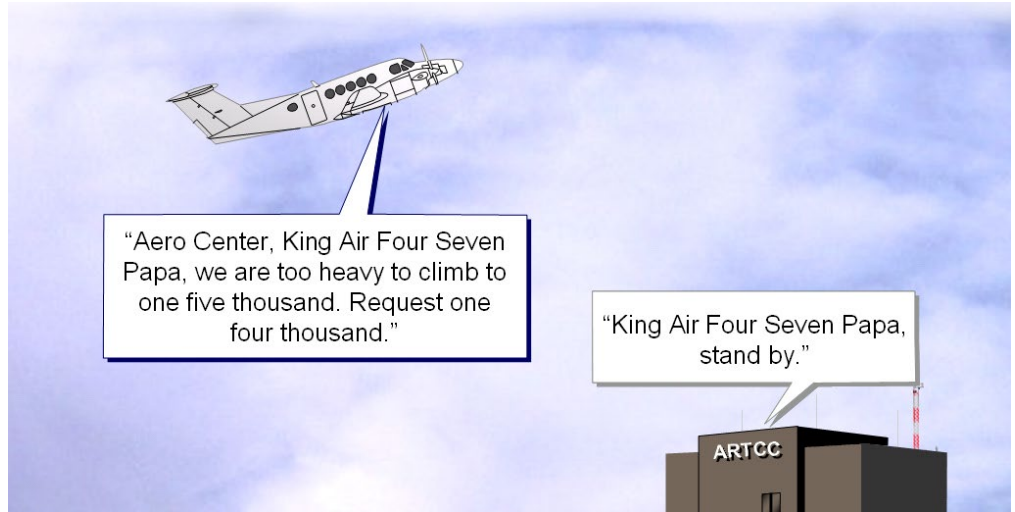 “Aero Center, King Air Four Seven
Papa, we are too heavy to climb to
one five thousand. Request one
four thousand.”
“King Air Four Seven Papa,
stand by.”
ARTCC